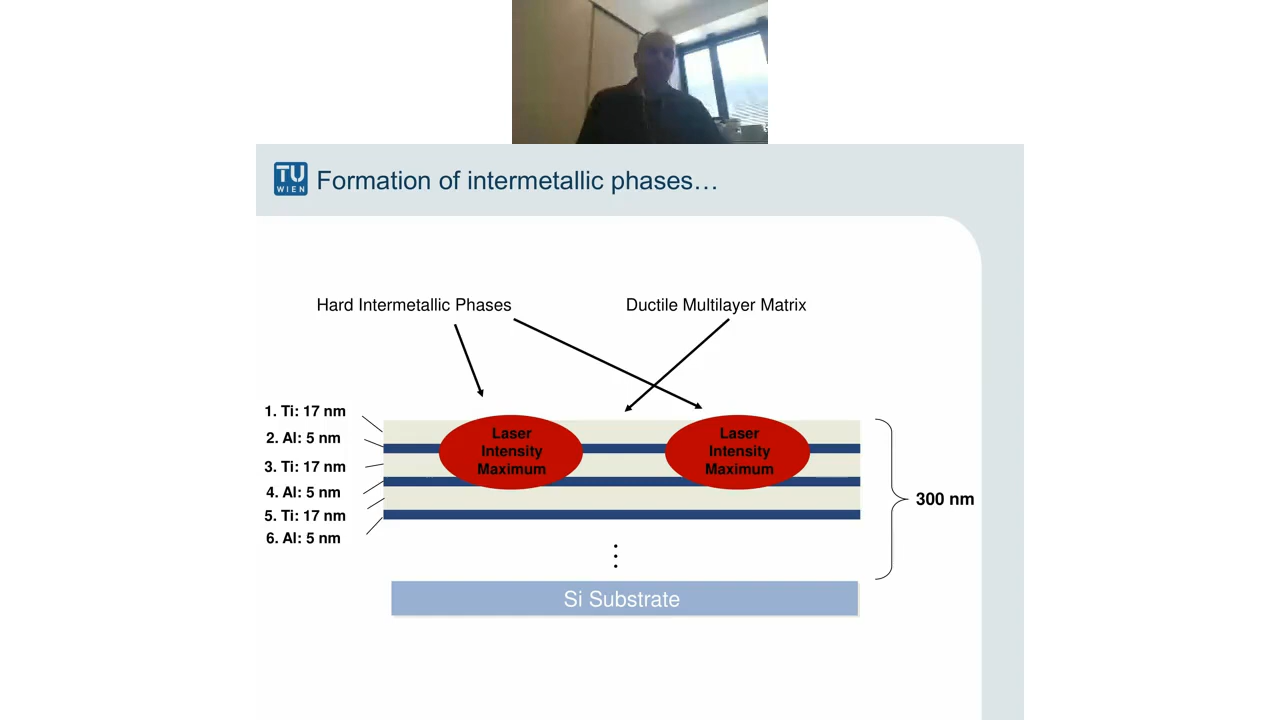 TU
WIEN
Formation of intermetallic phases…
Hard Intermetallic Phases
Ductile Multilayer Matrix
1. Ti: 17 nm
2. Al: 5 nm
3. Ti: 17 nm
4. Al: 5 nm
5. Ti: 17 nm
6. Al: 5 nm
Laser
Intensity
Maximum
Laser
Intensity
Maximum
300 nm
Si Substrate